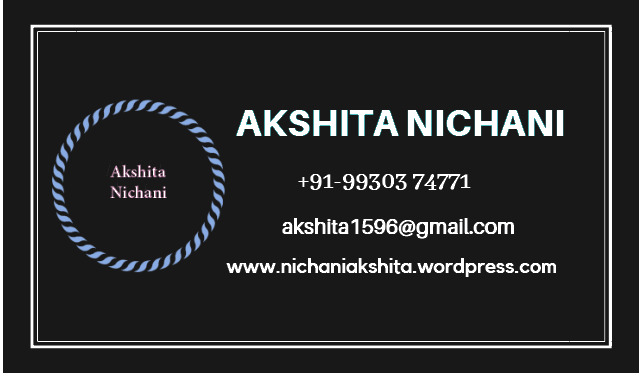 Akshita
Nichani
AKSHITA NICHANI
+91-99303 74771
akshita1596@gmail.com
www.nichaniakshita.wordpress.com